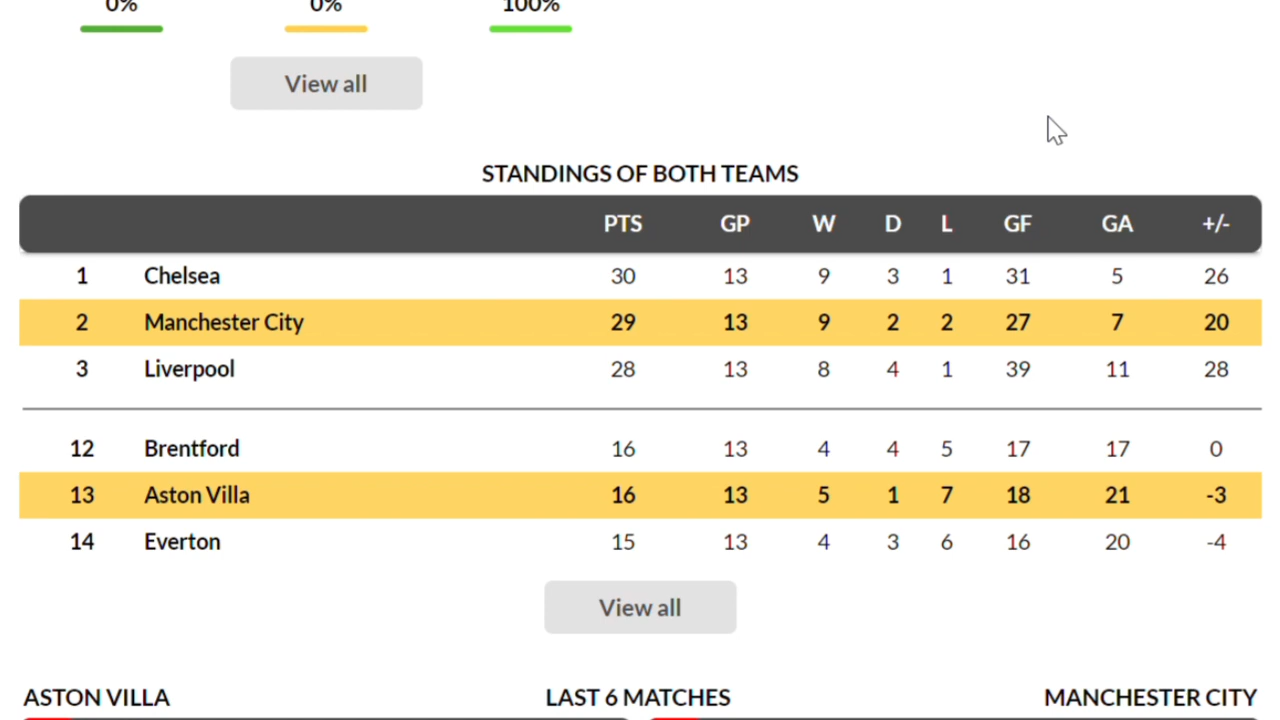 0% 0% 100%
View all
STANDINGS OF BOTH TEAMS
PTS GP W D L GF GA +/-
1 Chelsea 30 13 9 3 1 31 5 26
2 Manchester City 29 13 9 2 2 27 7 20
3 Liverpool 28 13 8 4 1 39 11 28
12 Brentford 16 13 4 4 5 17 17 0
13 Aston Villa 16 13 5 1 7 18 21 -3
14 Everton 15 13 4 3 6 16 20 -4
View all
ASTON VILLA LAST 6 MATCHES MANCHESTER CITY